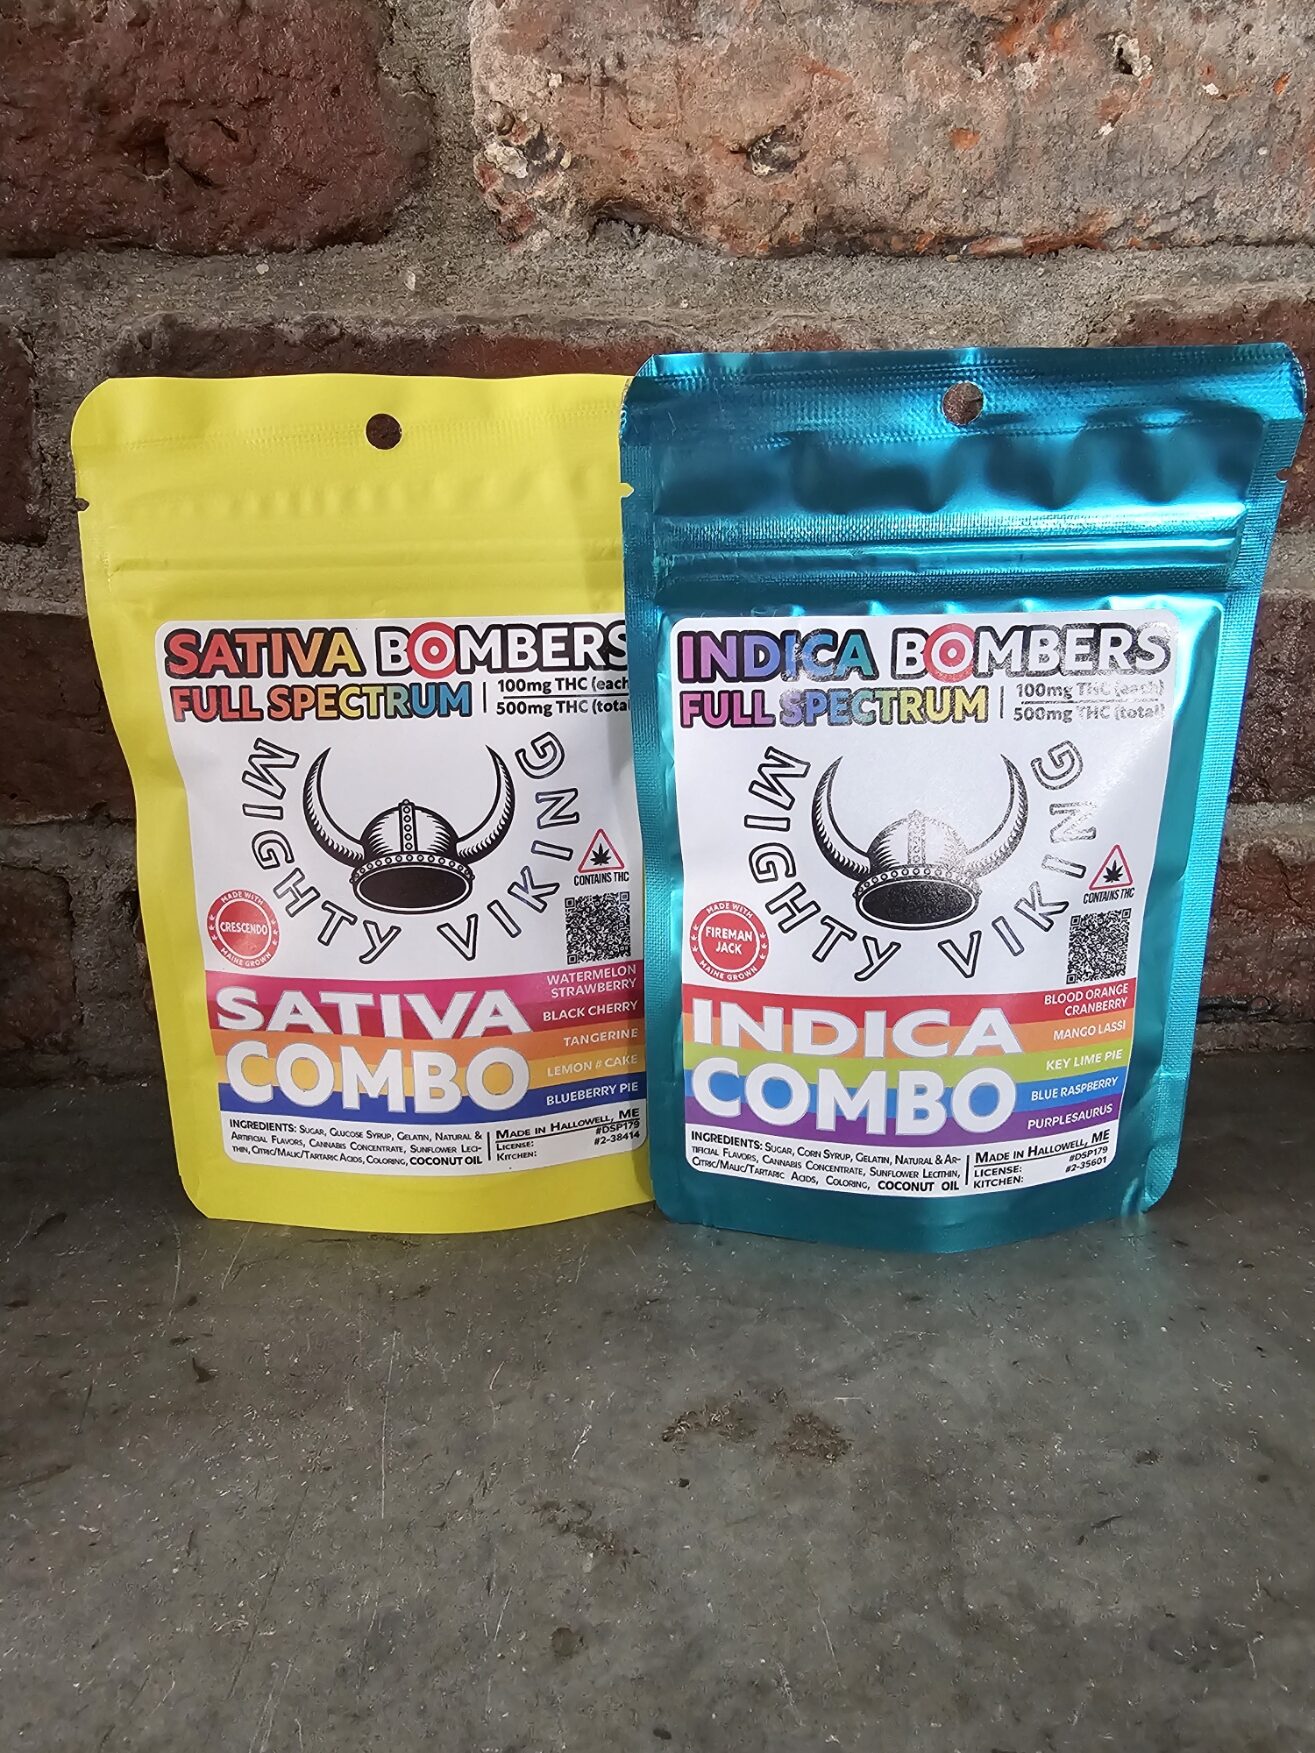 SATIVA BOMBERS
FULL SPECTRUM
100mg THC (each
500mg THC (total
MIGHTY VIKING
CONTAINS THC
MADE WITH
CRESCENDO
MAINE GROWN
WATERMELON
STRAWBERRY
BLACK CHERRY
TANGERINE
LEMON # CAKE
BLUEBERRY PIE
SATIVA
COMBO
INGREDIENTS: SUGAR, GLUCOSE SYRUP, GELATIN, NATURAL &
ARTIFICIAL FLAVORS, CANNABIS CONCENTRATE, SUNFLOWER LECI-
THIN, CITRIC/MALIC/TARTARIC ACIDS, COLORING, COCONUT OIL
MADE IN HALLOWELL, ME
LICENSE: #DSP179
KITCHEN: #2-38414
INDICA BOMBERS
FULL SPECTRUM
100mg THC (each)
500mg THC (total)
MIGHTY VIKING
CONTAINS THC
MADE WITH
FIREMAN
JACK
MAINE GROWN
BLOOD ORANGE
CRANBERRY
MANGO LASSI
KEY LIME PIE
BLUE RASPBERRY
PURPLESAURUS
INDICA
COMBO
INGREDIENTS: SUGAR, CORN SYRUP, GELATIN, NATURAL & AR-
TIFICIAL FLAVORS, CANNABIS CONCENTRATE, SUNFLOWER LECITHIN,
CITRIC/MALIC/TARTARIC ACIDS, COLORING, COCONUT OIL
MADE IN HALLOWELL, ME
LICENSE: #DSP179
KITCHEN: #2-35601